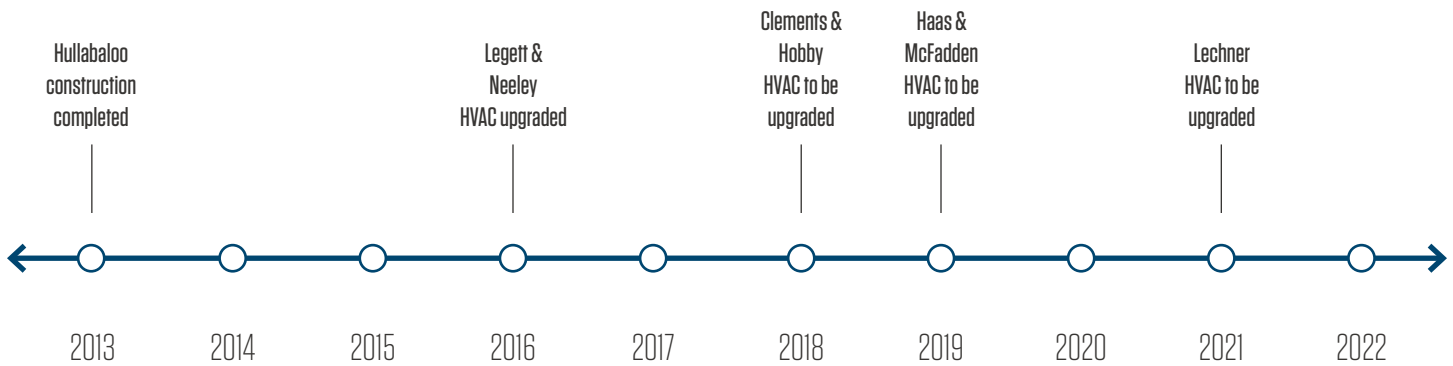 Hullabaloo
construction
completed
Legett &
Neeley
HVAC upgraded
Clements &
Hobby
HVAC to be
upgraded
Haas &
McFadden
HVAC to be
upgraded
Lechner
HVAC to be
upgraded
2013 2014 2015 2016 2017 2018 2019 2020 2021 2022